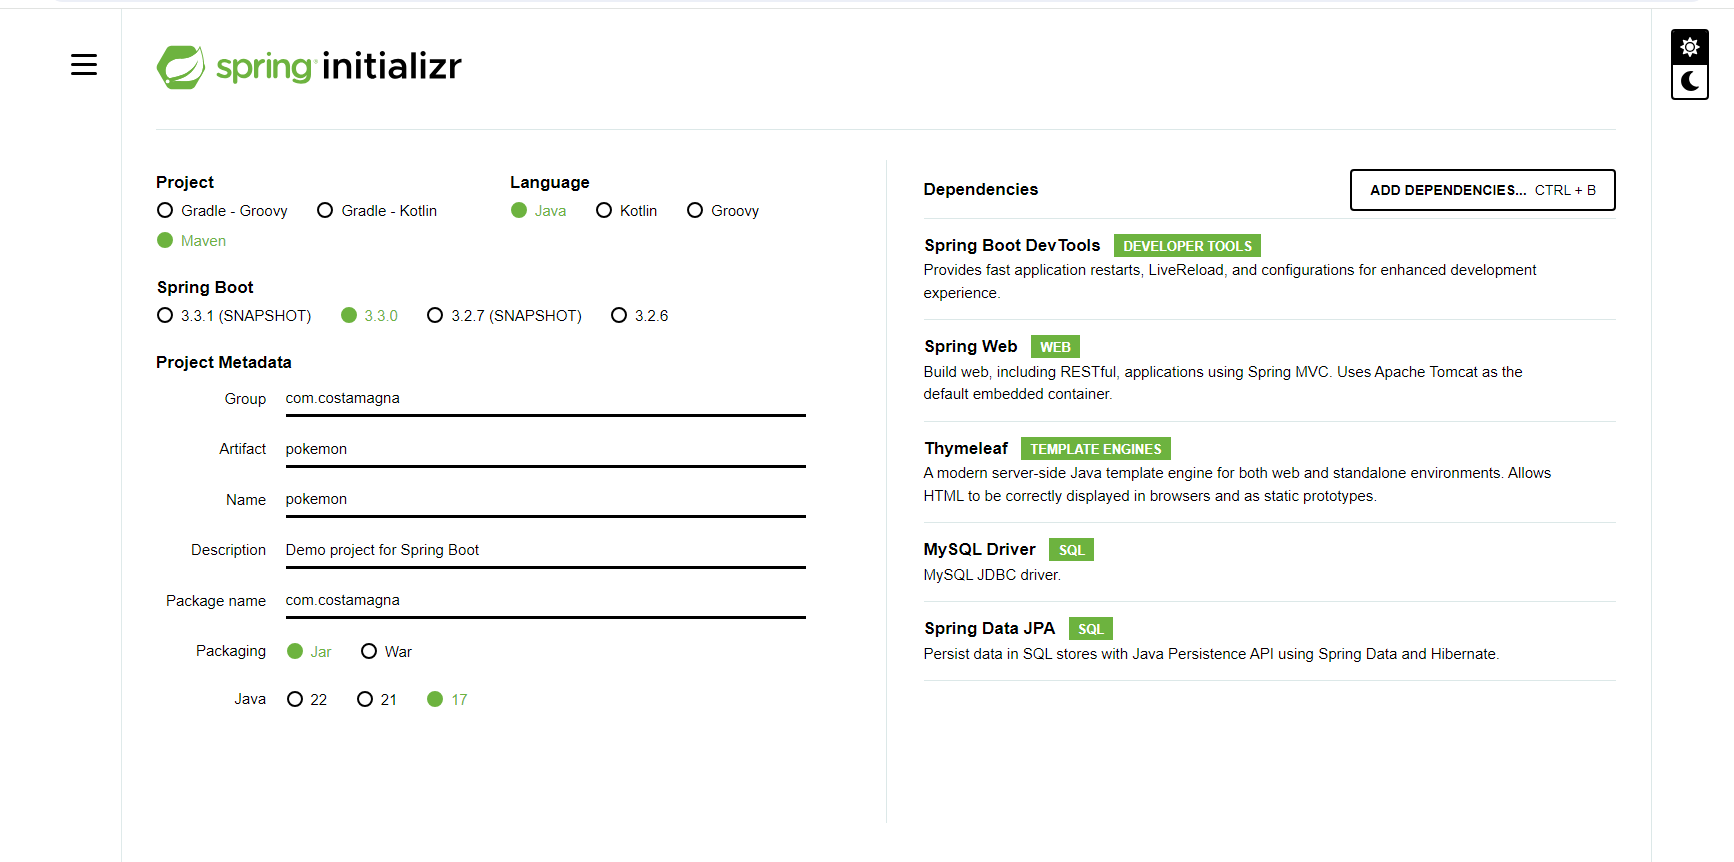 spring initializr
Project
Gradle - Groovy Gradle - Kotlin
Maven
Language
Java Kotlin Groovy
Spring Boot
3.3.1 (SNAPSHOT) 3.3.0 3.2.7 (SNAPSHOT) 3.2.6
Project Metadata
Group com.costamagna
Artifact pokemon
Name pokemon
Description Demo project for Spring Boot
Package name com.costamagna
Packaging Jar War
Java 22 21 17
Dependencies
ADD DEPENDENCIES... CTRL + B
Spring Boot DevTools DEVELOPER TOOLS
Provides fast application restarts, LiveReload, and configurations for enhanced development
experience.
Spring Web WEB
Build web, including RESTful, applications using Spring MVC. Uses Apache Tomcat as the
default embedded container.
Thymeleaf TEMPLATE ENGINES
A modern server-side Java template engine for both web and standalone environments. Allows
HTML to be correctly displayed in browsers and as static prototypes.
MySQL Driver SQL
MySQL JDBC driver.
Spring Data JPA SQL
Persist data in SQL stores with Java Persistence API using Spring Data and Hibernate.